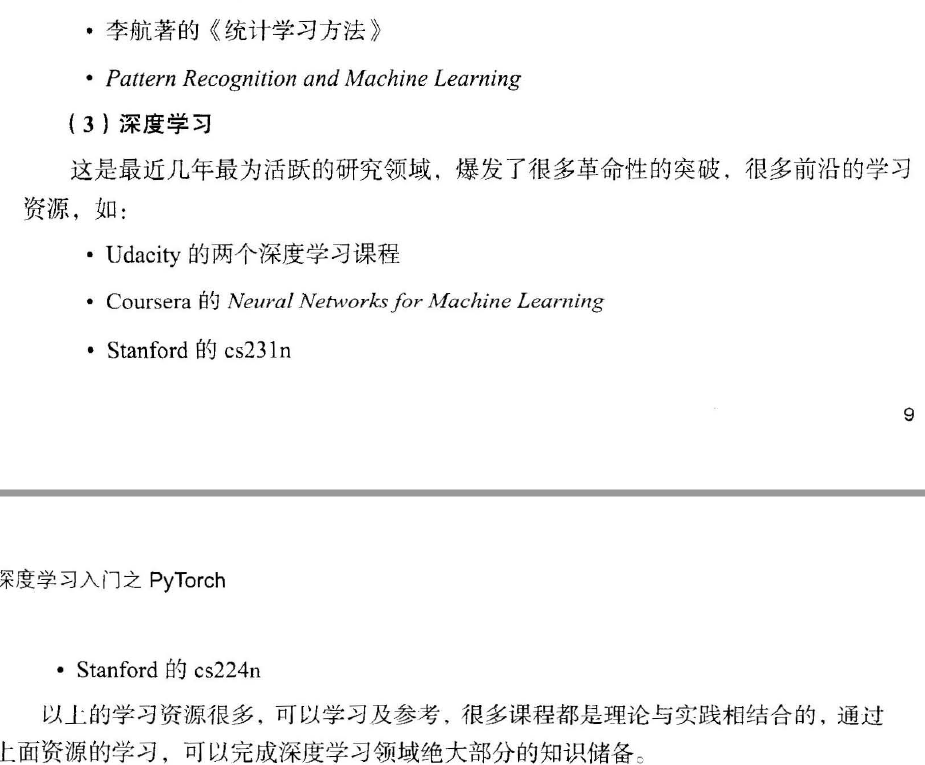 • 李航著的《统计学习方法》
• Pattern Recognition and Machine Learning
（3）深度学习
这是最近几年最为活跃的研究领域，爆发了很多革命性的突破，很多前沿的学习
资源，如：
• Udacity 的两个深度学习课程
• Coursera 的 Neural Networks for Machine Learning
• Stanford 的 cs231n
9
深度学习入门之 PyTorch
• Stanford 的 cs224n
以上的学习资源很多，可以学习及参考，很多课程都是理论与实践相结合的，通过
上面资源的学习，可以完成深度学习领域绝大部分的知识储备。